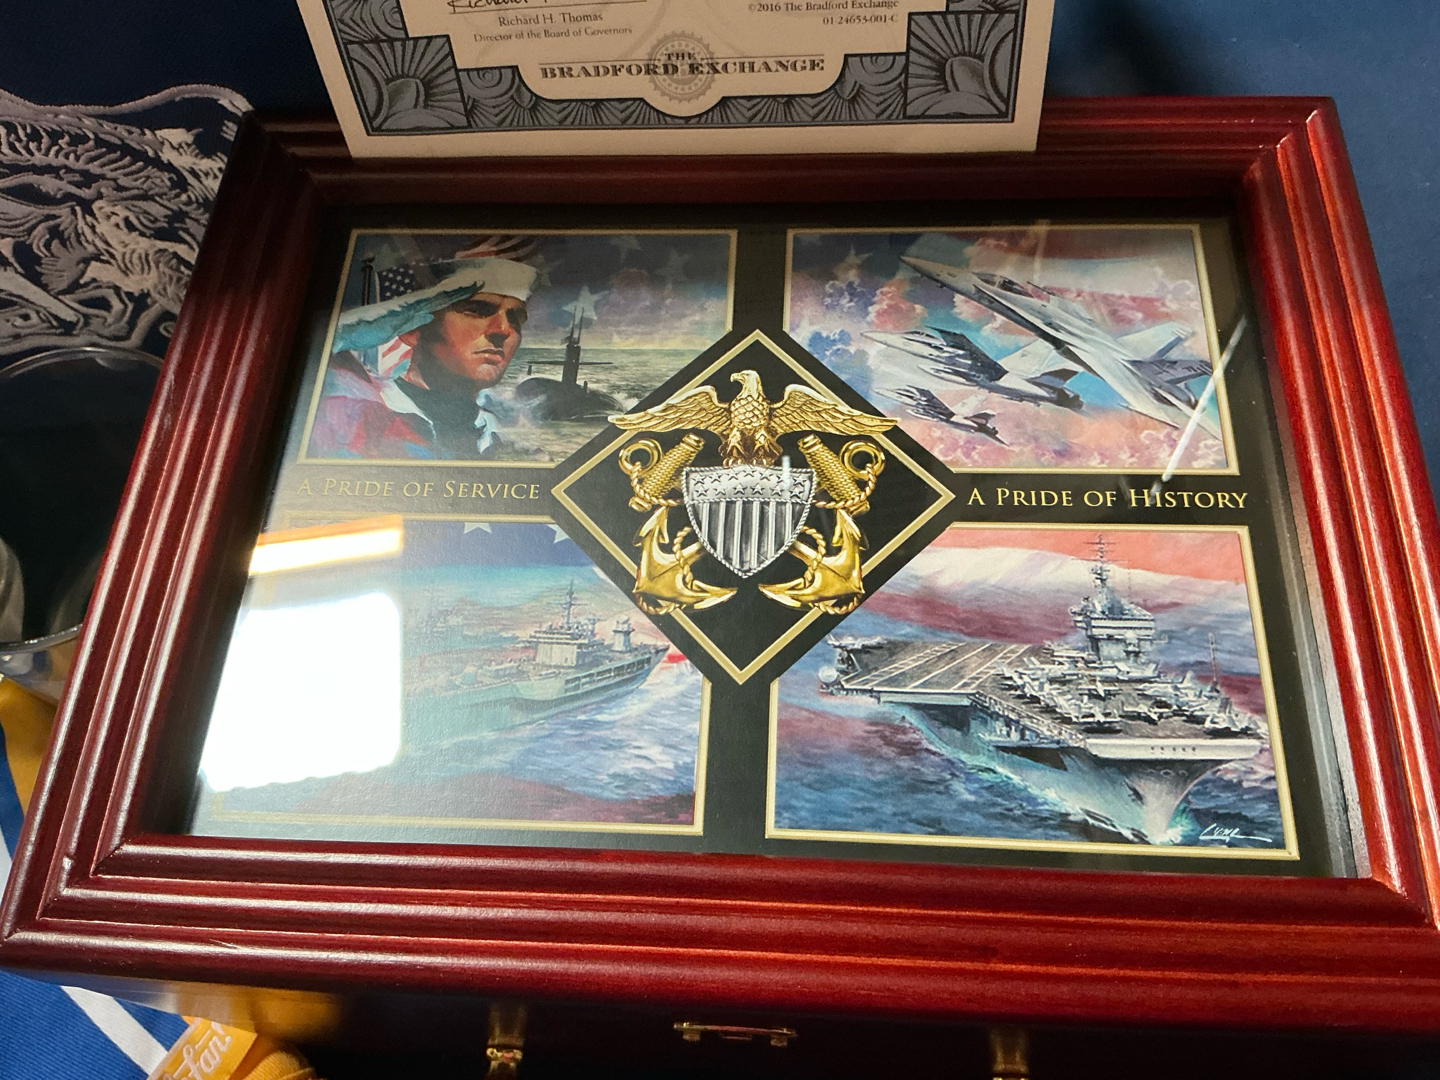 Richard H. Thomas
Director of the Board of Governors
©2016 The Bradford Exchange
01-24653-001-C
THE
BRADFORD EXCHANGE
A PRIDE OF SERVICE
A PRIDE OF HISTORY